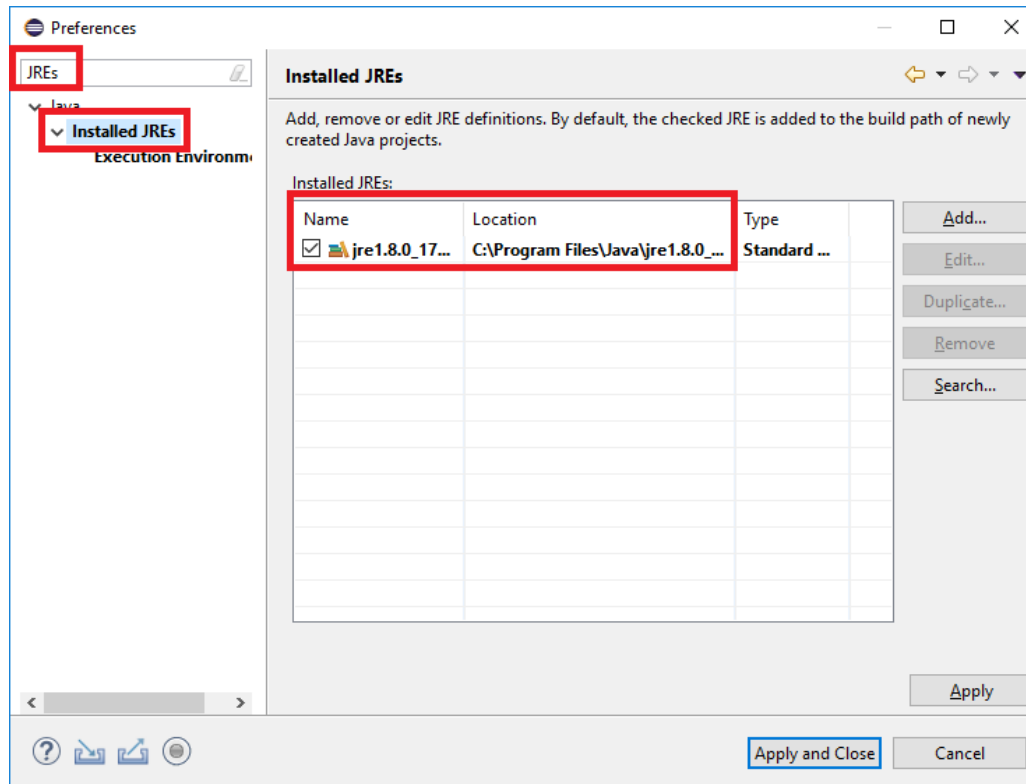 Preferences
JREs
Java
Installed JREs
Execution Environm
Installed JREs
Add, remove or edit JRE definitions. By default, the checked JRE is added to the build path of newly
created Java projects.
Installed JREs:
Name Location Type
jre1.8.0_17... C:\Program Files\Java\jre1.8.0_... Standard ...
Add...
Edit...
Duplicate...
Remove
Search...
Apply
Apply and Close Cancel